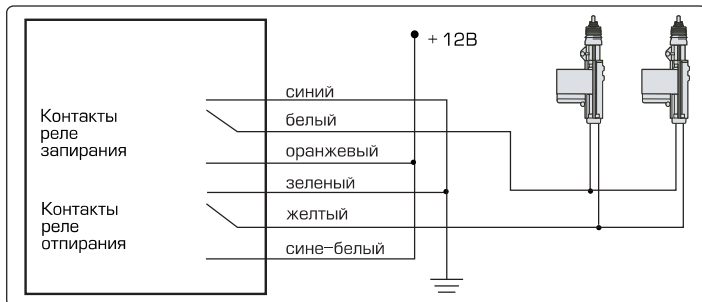 + 12В
синий
белый
Контакты
реле
запирания
оранжевый
зеленый
Контакты
реле
отпирания
желтый
сине-белый